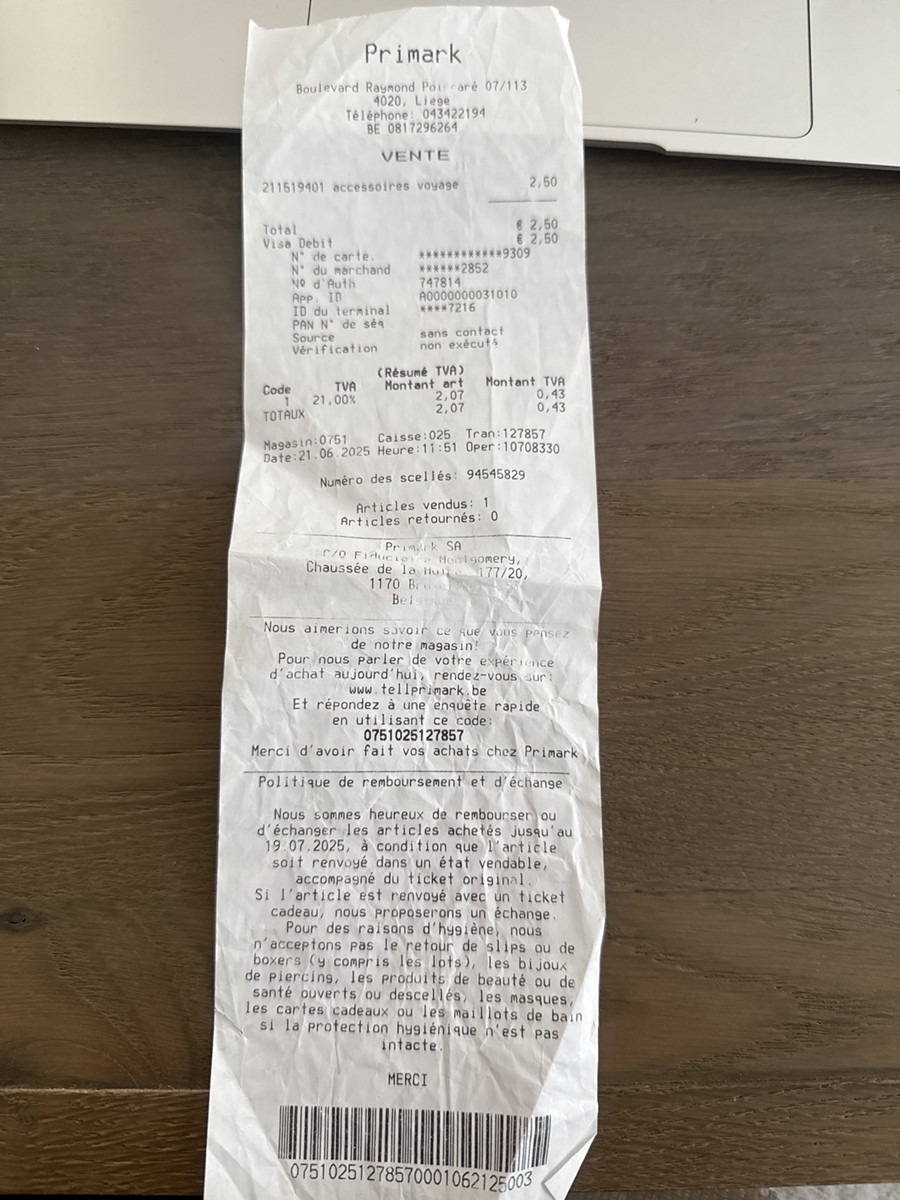 Primark
Boulevard Raymond Poincaré 07/113
4020, Liege
Téléphone: 043422194
BE 0817296264
VENTE
211519401 accessoires voyage 2,50
Total € 2,50
Visa Debit € 2,50
N° de carte. ************9309
N° du marchand ******2852
Nº d'Auth 747814
App. ID A0000000031010
ID du terminal ****7216
PAN N° de séq
Source sans contact
Vérification non exécuté
(Résumé TVA)
Code TVA Montant art Montant TVA
1 21,00% 2,07 0,43
TOTAUX 2,07 0,43
Magasin:0751 Caisse:025 Tran:127857
Date:21.06.2025 Heure:11:51 Oper:10708330
Numéro des scellés: 94545829
Articles vendus: 1
Articles retournés: 0
Primark SA
C/O Fiduciaire Montgomery,
Chaussée de la 177/20,
1170
Nous aimerions savoir ce que vous pensez
de notre magasin!
Pour nous parler de votre expérience
d'achat aujourd'hui, rendez-vous sur:
www.tellprimark.be
Et répondez à une enquête rapide
en utilisant ce code:
0751025127857
Merci d'avoir fait vos achats chez Primark
Politique de remboursement et d'échange
Nous sommes heureux de rembourser ou
d'échanger les articles achetés jusqu'au
19.07.2025, à condition que l'article
soit renvoyé dans un état vendable,
accompagné du ticket original.
Si l'article est renvoyé avec un ticket
cadeau, nous proposerons un échange.
Pour des raisons d'hygiène, nous
n'acceptons pas le retour de slips ou de
boxers (y compris les lots), les bijoux
de piercing, les produits de beauté ou de
santé ouverts ou descellés, les masques,
les cartes cadeaux ou les maillots de bain
si la protection hygiénique n'est pas
intacte.
MERCI
07510251278570001062125003